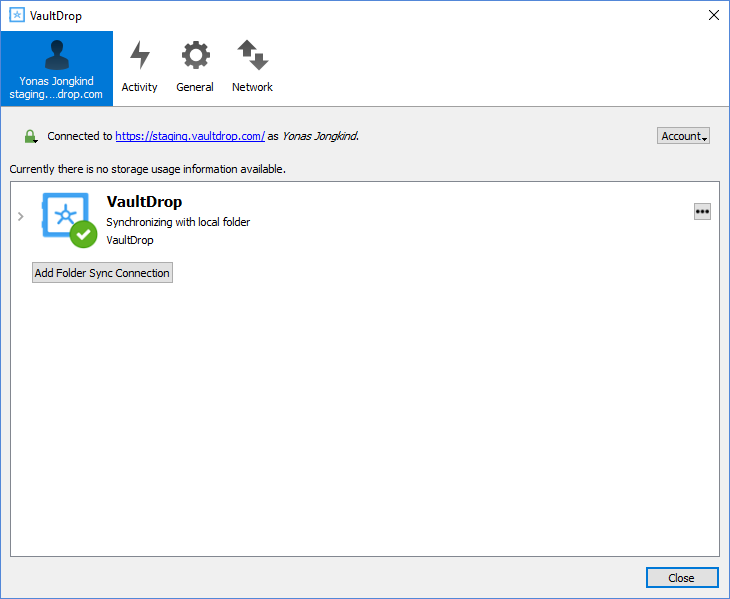 VaultDrop
Yonas Jongkind
staging....drop.com
Activity
General
Network
Connected to https://staging.vaultdrop.com/ as Yonas Jongkind.
Account
Currently there is no storage usage information available.
VaultDrop
Synchronizing with local folder
VaultDrop
Add Folder Sync Connection
Close